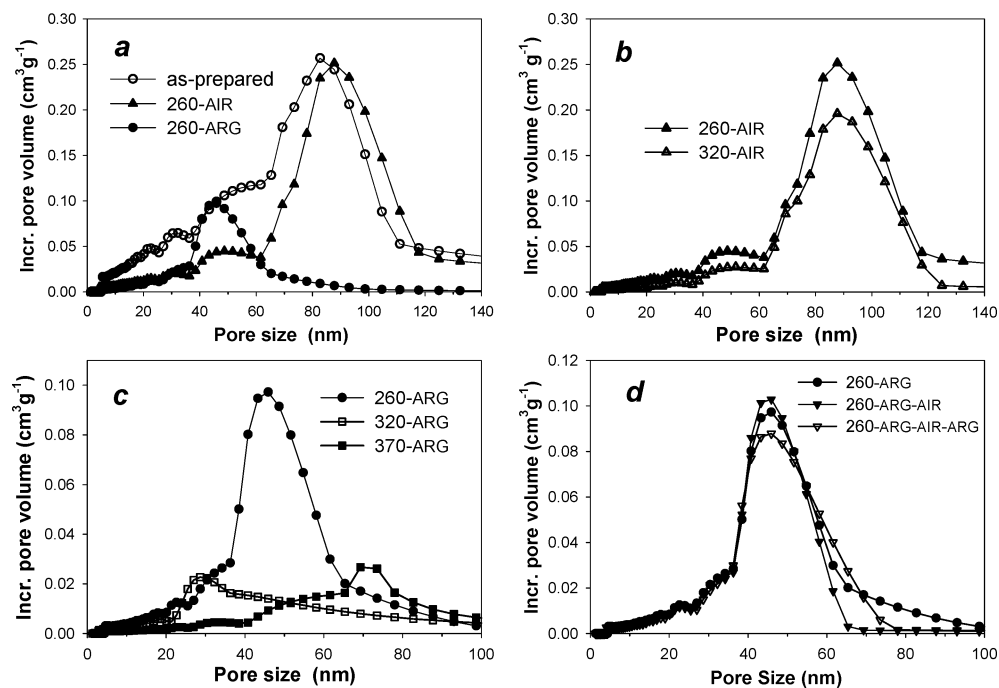 a
as-prepared
260-AIR
260-ARG
Incr. pore volume (cm3g-1)
0.30
0.25
0.20
0.15
0.10
0.05
0.00
0 20 40 60 80 100 120 140
Pore size (nm)
b
260-AIR
320-AIR
Incr. pore volume (cm3g-1)
0.30
0.25
0.20
0.15
0.10
0.05
0.00
0 20 40 60 80 100 120 140
Pore size (nm)
c
260-ARG
320-ARG
370-ARG
Incr. pore volume (cm3g-1)
0.10
0.08
0.06
0.04
0.02
0.00
0 20 40 60 80 100
Pore size (nm)
d
260-ARG
260-ARG-AIR
260-ARG-AIR-ARG
Incr. pore volume (cm3g-1)
0.12
0.10
0.08
0.06
0.04
0.02
0.00
0 20 40 60 80 100
Pore Size (nm)